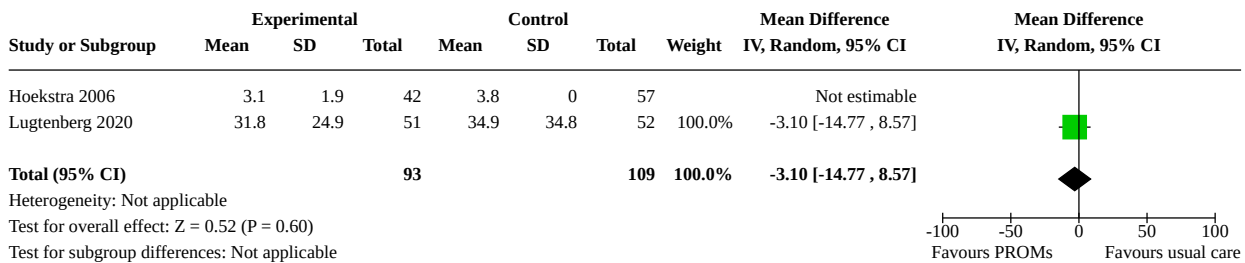 Experimental Control Mean Difference Mean Difference
Study or Subgroup Mean SD Total Mean SD Total Weight IV, Random, 95% CI IV, Random, 95% CI
Hoekstra 2006 3.1 1.9 42 3.8 0 57 Not estimable
Lugtenberg 2020 31.8 24.9 51 34.9 34.8 52 100.0% -3.10 [-14.77 , 8.57]
Total (95% CI) 93 109 100.0% -3.10 [-14.77 , 8.57]
Heterogeneity: Not applicable
Test for overall effect: Z = 0.52 (P = 0.60)
-100 -50 0 50 100
Test for subgroup differences: Not applicable Favours PROMs Favours usual care